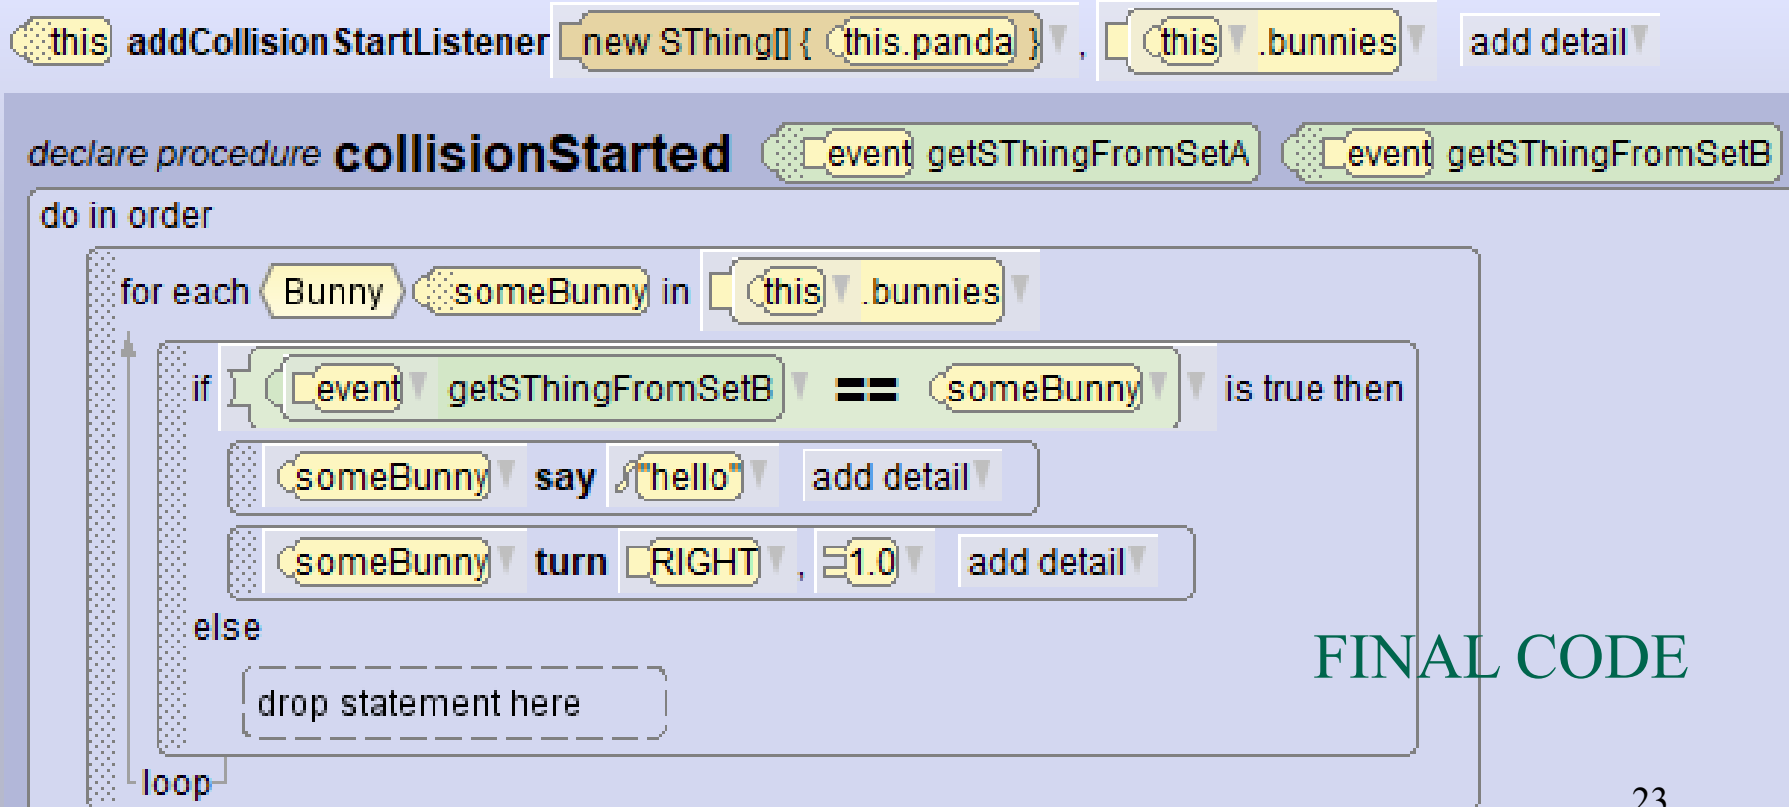 this addCollisionStartListener new SThing[] { this.panda } , this .bunnies add detail
declare procedure collisionStarted event getSThingFromSetA event getSThingFromSetB
do in order
for each Bunny someBunny in this .bunnies
if event getSThingFromSetB == someBunny is true then
someBunny say "hello" add detail
someBunny turn RIGHT , 1.0 add detail
else
FINAL CODE
drop statement here
loop
23